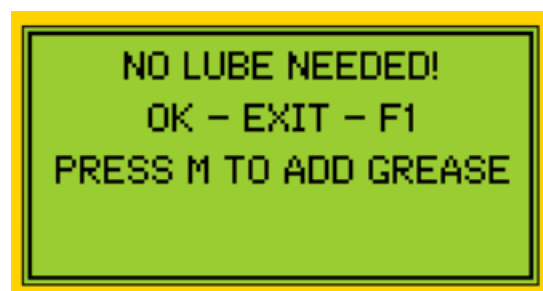 NO LUBE NEEDED!
OK – EXIT – F1
PRESS M TO ADD GREASE